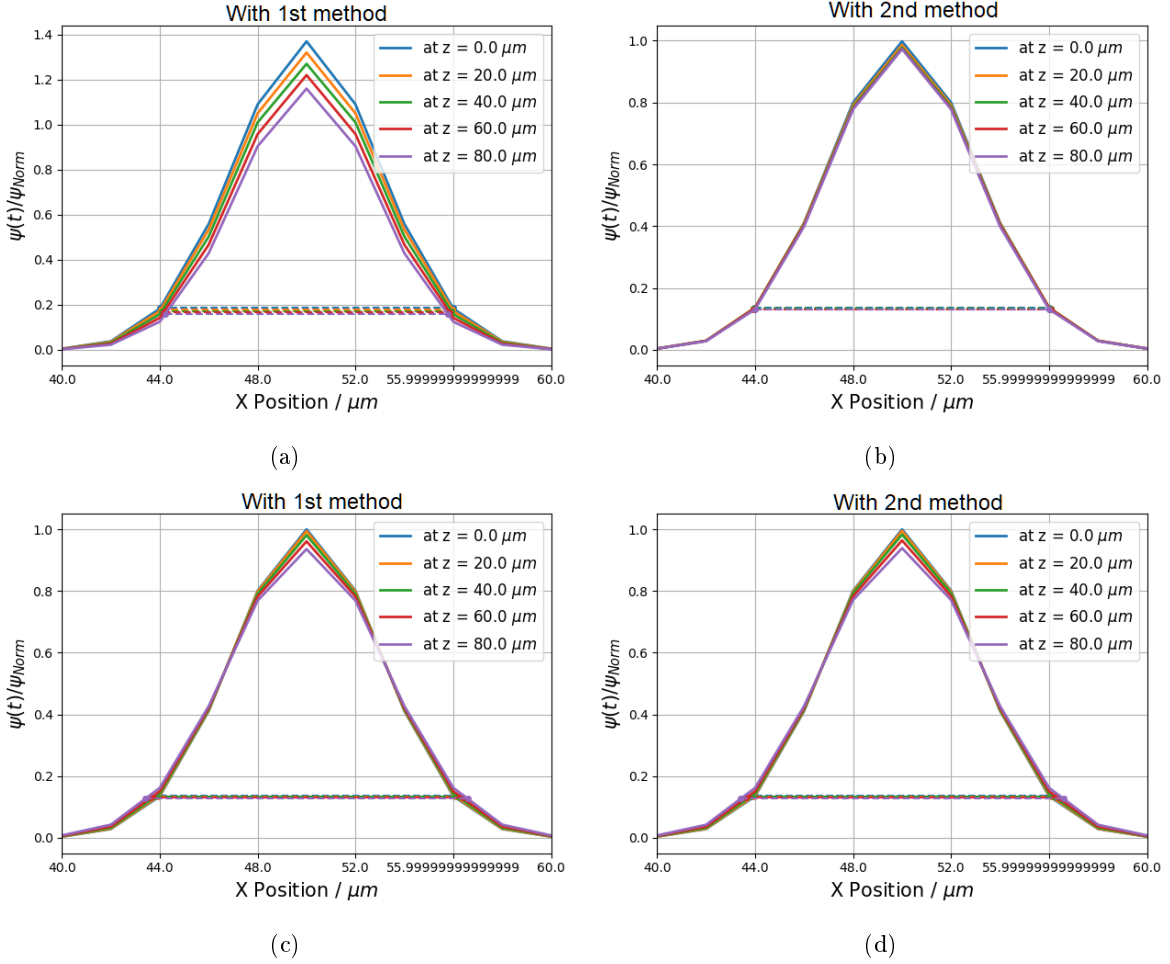 With 1st method
at z = 0.0 μm
at z = 20.0 μm
at z = 40.0 μm
at z = 60.0 μm
at z = 80.0 μm
1.4
1.2
1.0
0.8
0.6
0.4
0.2
0.0
ψ(t)/ψNorm
40.0 44.0 48.0 52.0 55.99999999999999 60.0
X Position / μm
(a)
With 2nd method
at z = 0.0 μm
at z = 20.0 μm
at z = 40.0 μm
at z = 60.0 μm
at z = 80.0 μm
1.0
0.8
0.6
0.4
0.2
0.0
ψ(t)/ψNorm
40.0 44.0 48.0 52.0 55.99999999999999 60.0
X Position / μm
(b)
With 1st method
at z = 0.0 μm
at z = 20.0 μm
at z = 40.0 μm
at z = 60.0 μm
at z = 80.0 μm
1.0
0.8
0.6
0.4
0.2
0.0
ψ(t)/ψNorm
40.0 44.0 48.0 52.0 55.99999999999999 60.0
X Position / μm
(c)
With 2nd method
at z = 0.0 μm
at z = 20.0 μm
at z = 40.0 μm
at z = 60.0 μm
at z = 80.0 μm
1.0
0.8
0.6
0.4
0.2
0.0
ψ(t)/ψNorm
40.0 44.0 48.0 52.0 55.99999999999999 60.0
X Position / μm
(d)